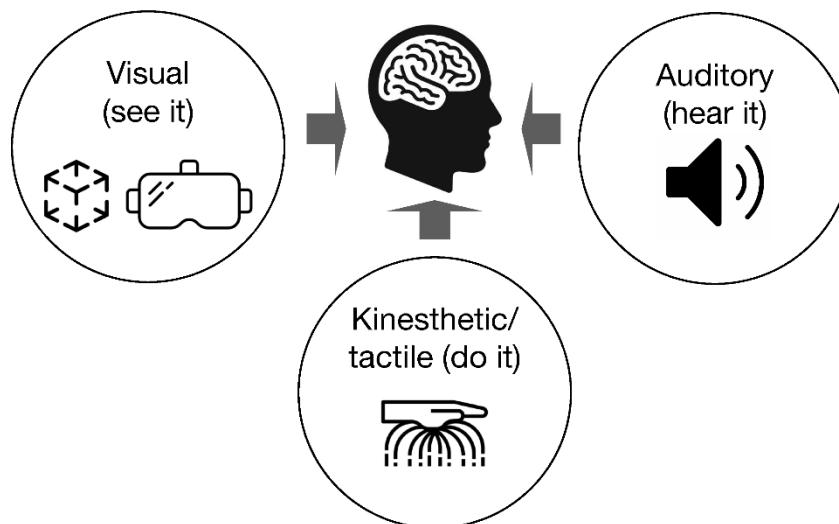 Visual
(see it)
Auditory
(hear it)
Kinesthetic/
tactile (do it)